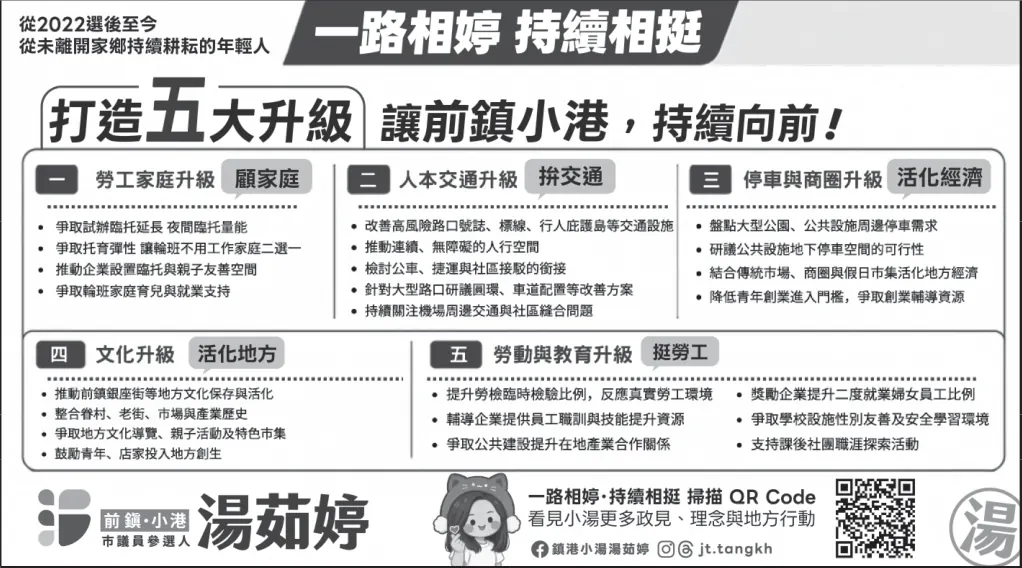 從2022選後至今
從未離開家鄉持續耕耘的年輕人
一路相婷 持續相挺
打造五大升級 讓前鎮小港，持續向前！
一 勞工家庭升級 顧家庭
• 爭取試辦臨托延長 夜間臨托量能
• 爭取托育彈性 讓輪班不用工作家庭二選一
• 推動企業設置臨托與親子友善空間
• 爭取輪班家庭育兒與就業支持
二 人本交通升級 拚交通
• 改善高風險路口號誌、標線、行人庇護島等交通設施
• 推動連續、無障礙的人行空間
• 檢討公車、捷運與社區接駁的銜接
• 針對大型路口研議圓環、車道配置等改善方案
• 持續關注機場周邊交通與社區縫合問題
三 停車與商圈升級 活化經濟
• 盤點大型公園、公共設施周邊停車需求
• 研議公共設施地下停車空間的可行性
• 結合傳統市場、商圈與假日市集活化地方經濟
• 降低青年創業進入門檻，爭取創業輔導資源
四 文化升級 活化地方
• 推動前鎮銀座街等地方文化保存與活化
• 整合眷村、老街、市場與產業歷史
• 爭取地方文化導覽、親子活動及特色市集
• 鼓勵青年、店家投入地方創生
五 勞動與教育升級 挺勞工
• 提升勞檢臨時檢驗比例，反應真實勞工環境
• 輔導企業提供員工職訓與技能提升資源
• 爭取公共建設提升在地產業合作關係
• 獎勵企業提升二度就業婦女員工比例
• 爭取學校設施性別友善及安全學習環境
• 支持課後社團職涯探索活動
前鎮・小港
市議員參選人
湯茹婷
一路相婷・持續相挺 掃描 QR Code
看見小湯更多政見、理念與地方行動
鎮港小湯湯茹婷 jt.tangkh
湯